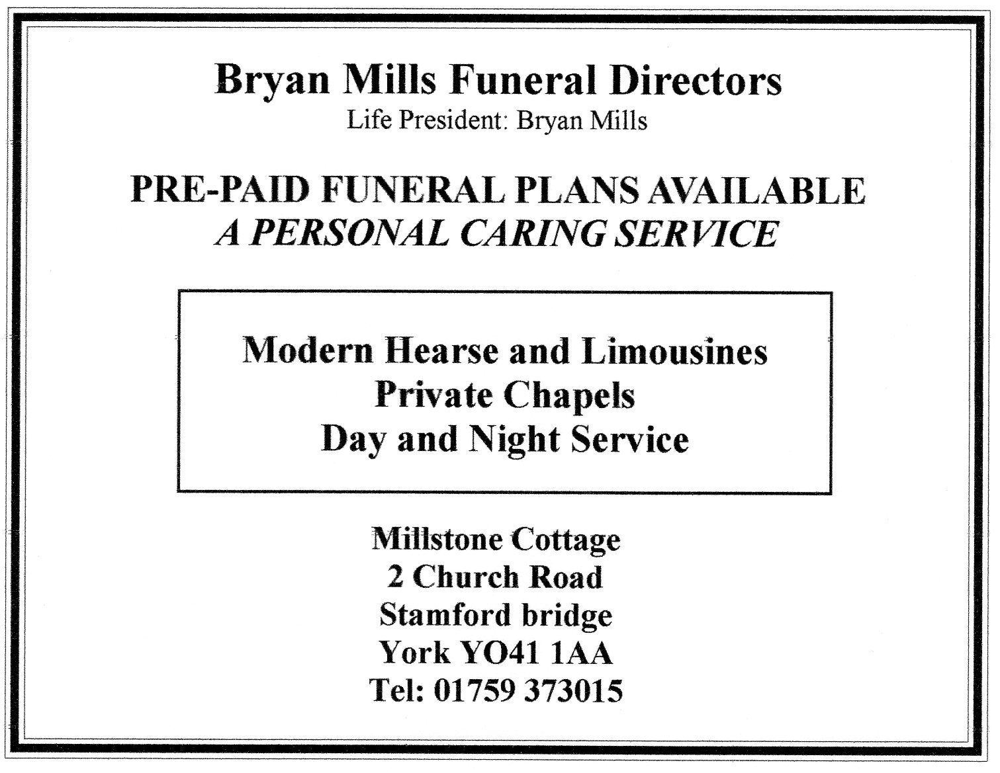 Bryan Mills Funeral Directors
Life President: Bryan Mills
PRE-PAID FUNERAL PLANS AVAILABLE
A PERSONAL CARING SERVICE
Modern Hearse and Limousines
Private Chapels
Day and Night Service
Millstone Cottage
2 Church Road
Stamford bridge
York YO41 1AA
Tel: 01759 373015